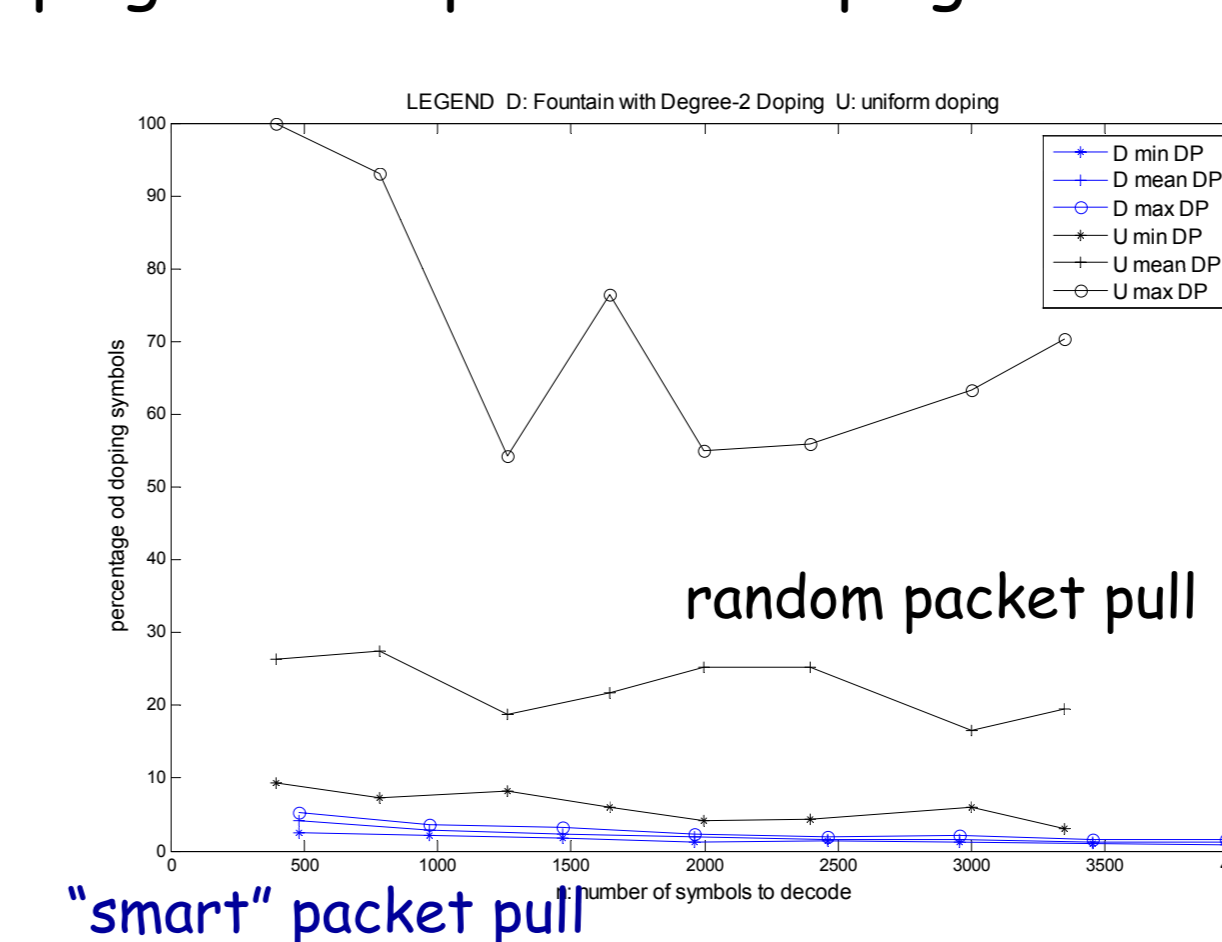 LEGEND D: Fountain with Degree-2 Doping U: uniform doping
100
90
80
70
60
50
40
30
20
10
0
percentage od doping symbols
D min DP
D mean DP
D max DP
U min DP
U mean DP
U max DP
random packet pull
0 500 1000 1500 2000 2500 3000 3500
n: number of symbols to decode
"smart" packet pull